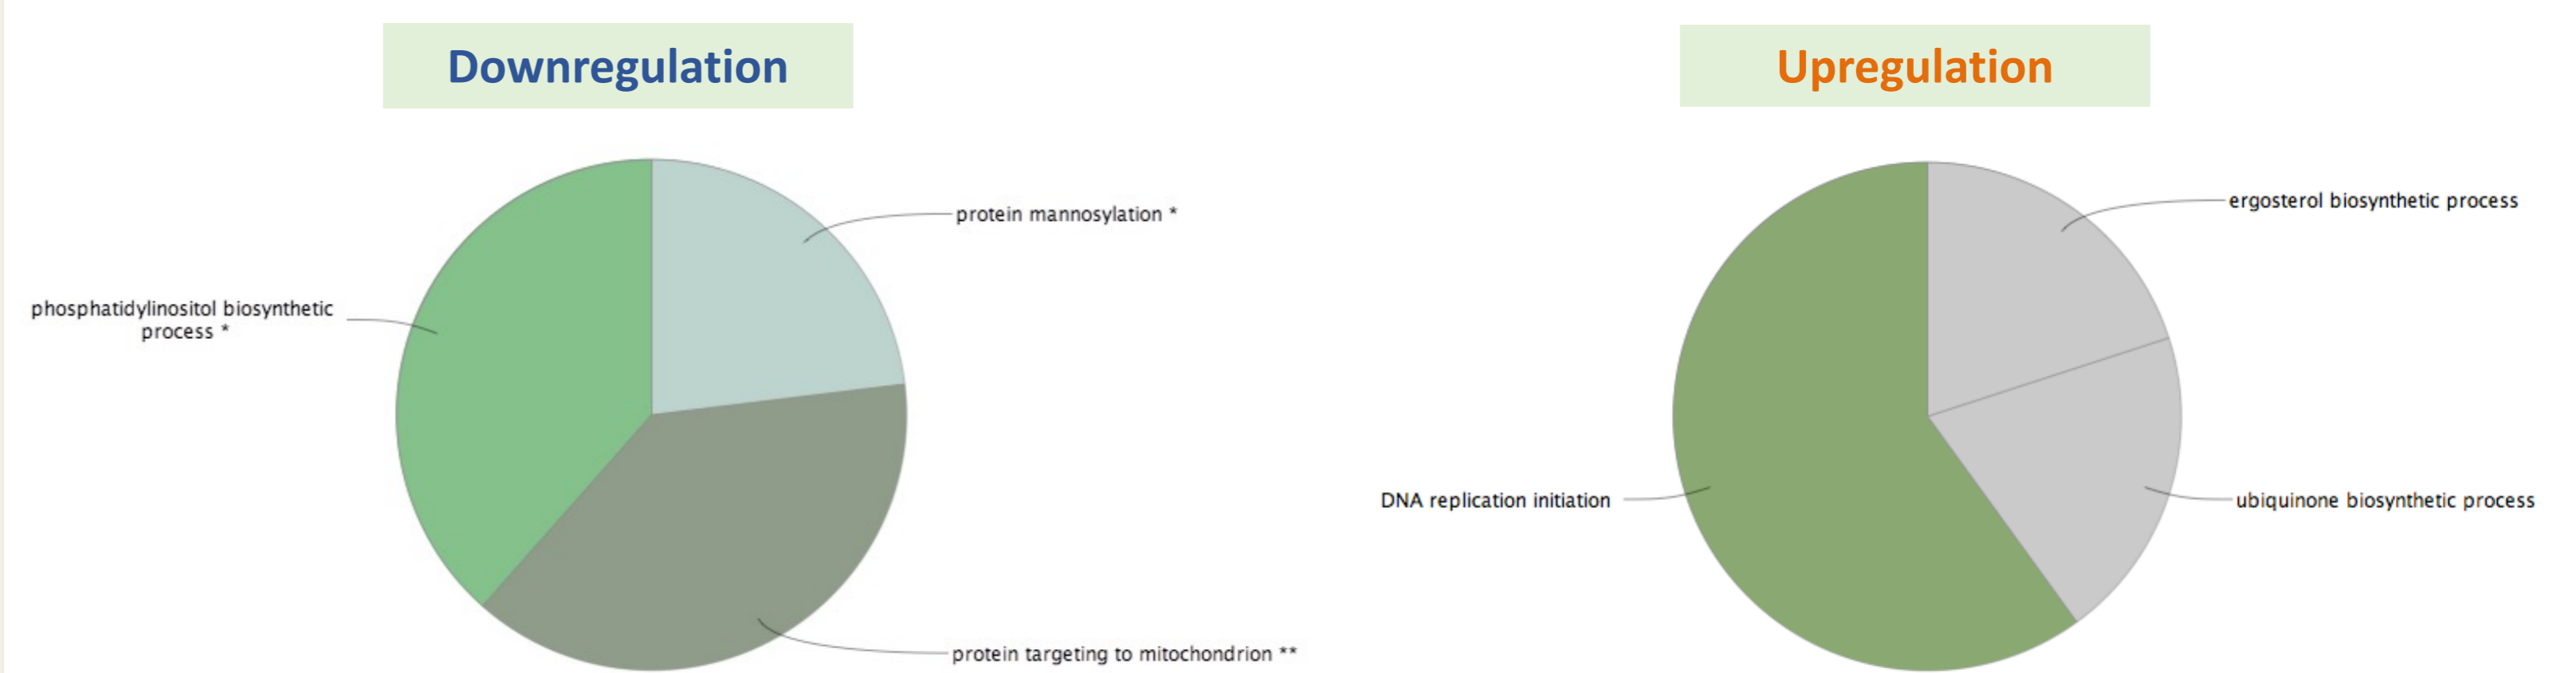 Downregulation
protein mannosylation *
phosphatidylinositol biosynthetic
process *
protein targeting to mitochondrion **
Upregulation
ergosterol biosynthetic process
DNA replication initiation
ubiquinone biosynthetic process